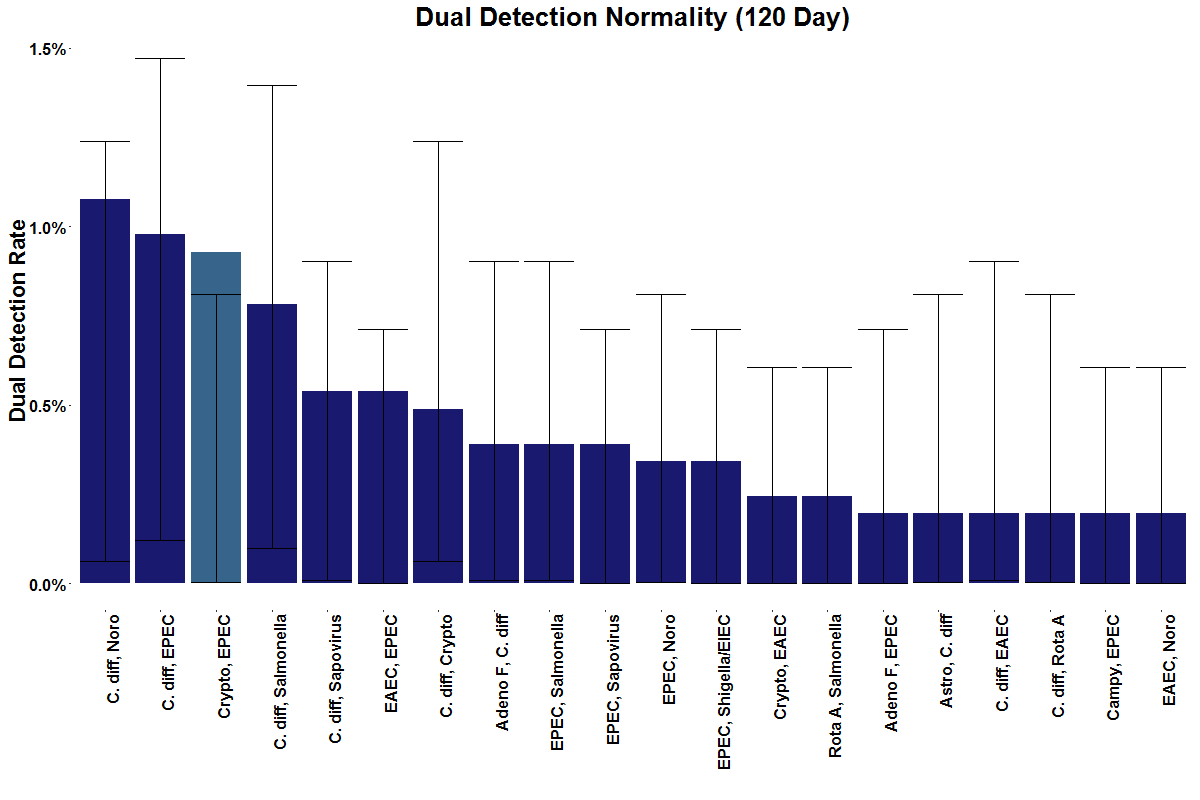 Dual Detection Normality (120 Day)
Dual Detection Rate
1.5%
1.0%
0.5%
0.0%
C. diff, Noro
C. diff, EPEC
Crypto, EPEC
C. diff, Salmonella
C. diff, Sapovirus
EAEC, EPEC
C. diff, Crypto
Adeno F, C. diff
EPEC, Salmonella
EPEC, Sapovirus
EPEC, Noro
EPEC, Shigella/EIEC
Crypto, EAEC
Rota A, Salmonella
Adeno F, EPEC
Astro, C. diff
C. diff, EAEC
C. diff, Rota A
Campy, EPEC
EAEC, Noro